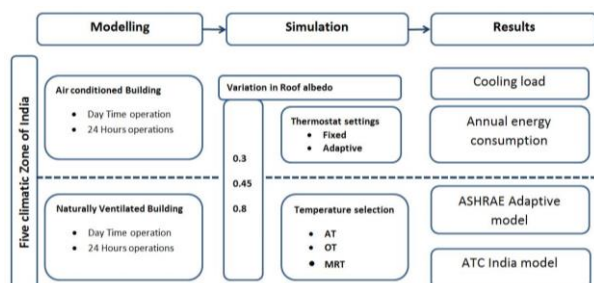 Modelling
Simulation
Results
Five climatic Zone of India
Air conditioned Building
• Day Time operation
• 24 Hours operations
Naturally Ventilated Building
• Day Time operation
• 24 Hours operations
Variation in Roof albedo
0.3
0.45
0.8
Thermostat settings
• Fixed
• Adaptive
Temperature selection
• AT
• OT
• MRT
Cooling load
Annual energy
consumption
ASHRAE Adaptive
model
ATC India model